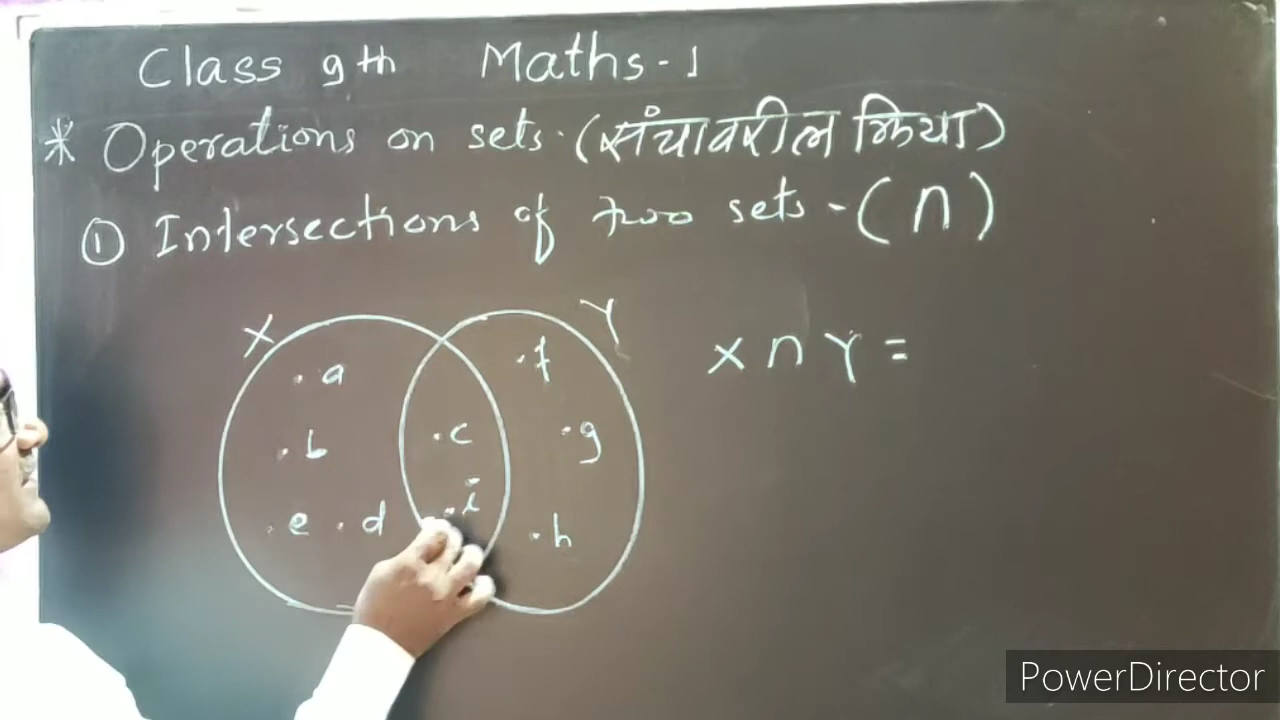 Class 9th Maths-1
* Operations on sets. (संचावरील क्रिया)
① Intersections of two sets - (∩)
X Y
. a
. b
. e . d
. c
. i
. f
. g
. h
X ∩ Y =
PowerDirector